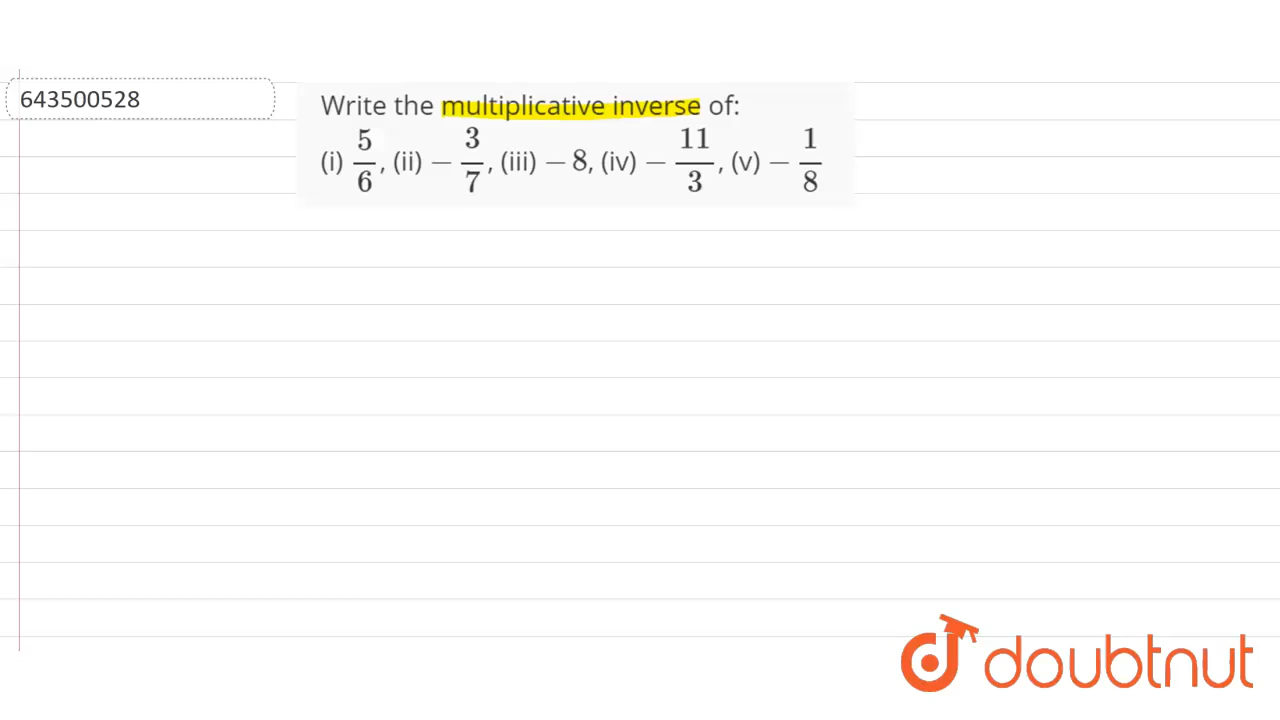 643500528
Write the multiplicative inverse of:
(i) 5/6, (ii) − 3/7, (iii) − 8, (iv) − 11/3, (v) − 1/8
doubtnut